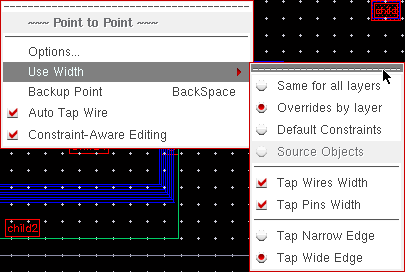 child
~~~ Point to Point ~~~
Options...
Use Width
Backup Point BackSpace
Auto Tap Wire
Constraint-Aware Editing
Same for all layers
Overrides by layer
Default Constraints
Source Objects
Tap Wires Width
Tap Pins Width
Tap Narrow Edge
Tap Wide Edge
child2